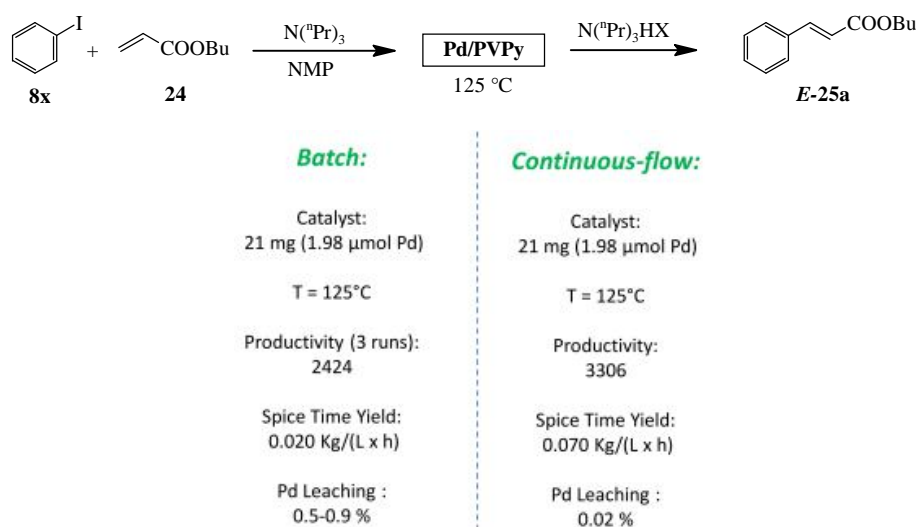 I
+
COOBu
N(ⁿPr)₃
NMP
Pd/PVPy
125 °C
N(ⁿPr)₃HX
COOBu
8x
24
E-25a
Batch:
Catalyst:
21 mg (1.98 μmol Pd)
T = 125°C
Productivity (3 runs):
2424
Spice Time Yield:
0.020 Kg/(L x h)
Pd Leaching :
0.5-0.9 %
Continuous-flow:
Catalyst:
21 mg (1.98 μmol Pd)
T = 125°C
Productivity:
3306
Spice Time Yield:
0.070 Kg/(L x h)
Pd Leaching :
0.02 %